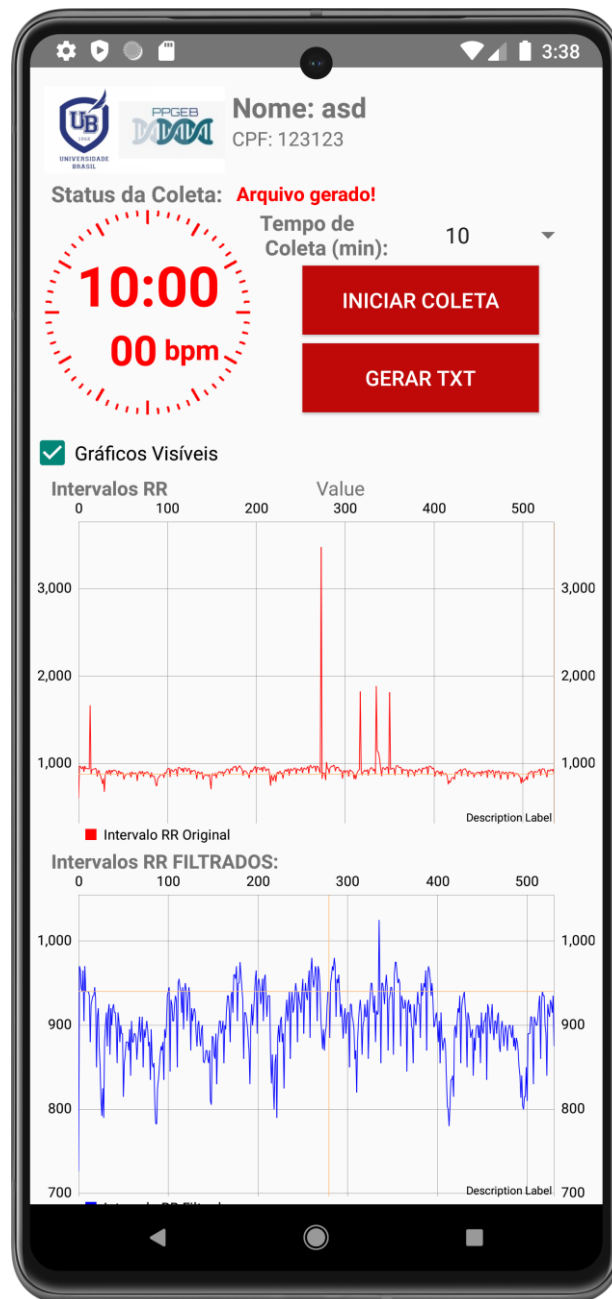 3:38
UB
1968
UNIVERSIDADE
BRASIL
PPGEB
Nome: asd
CPF: 123123
Status da Coleta: Arquivo gerado!
Tempo de
Coleta (min):
10
10:00
00 bpm
INICIAR COLETA
GERAR TXT
Gráficos Visíveis
Intervalos RR Value
0 100 200 300 400 500
3,000 3,000
2,000 2,000
1,000 1,000
Description Label
Intervalo RR Original
Intervalos RR FILTRADOS:
0 100 200 300 400 500
1,000 1,000
900 900
800 800
700 700
Description Label